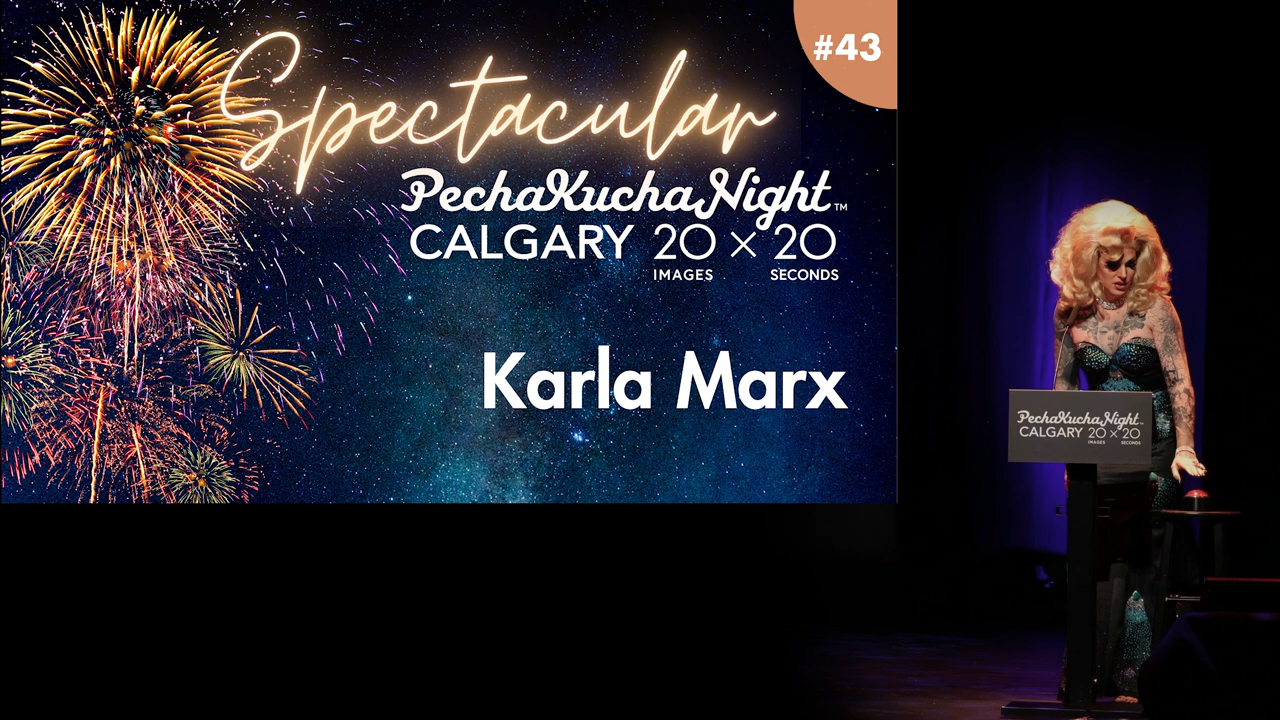 Spectacular
#43
PechaKuchaNight™
CALGARY 20 × 20
IMAGES SECONDS
Karla Marx
PechaKuchaNight™
CALGARY 20 × 20
IMAGES SECONDS